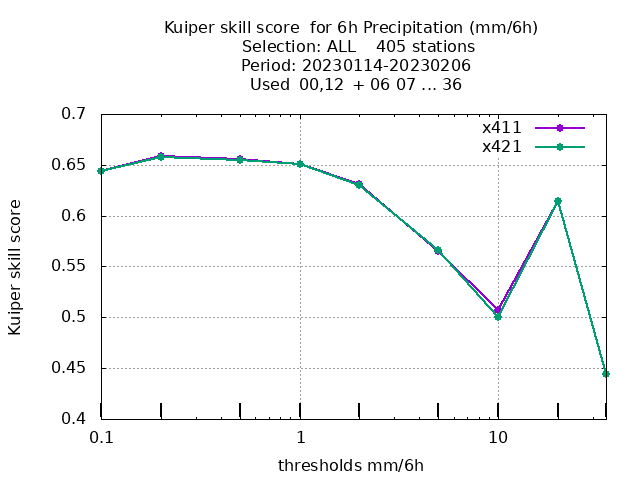 Kuiper skill score  for 6h Precipitation (mm/6h)
Selection: ALL    405 stations
Period: 20230114-20230206
Used  00,12  + 06 07 ... 36
x411
x421
0.7
0.65
0.6
0.55
0.5
0.45
0.4
Kuiper skill score
0.1 1 10
thresholds mm/6h